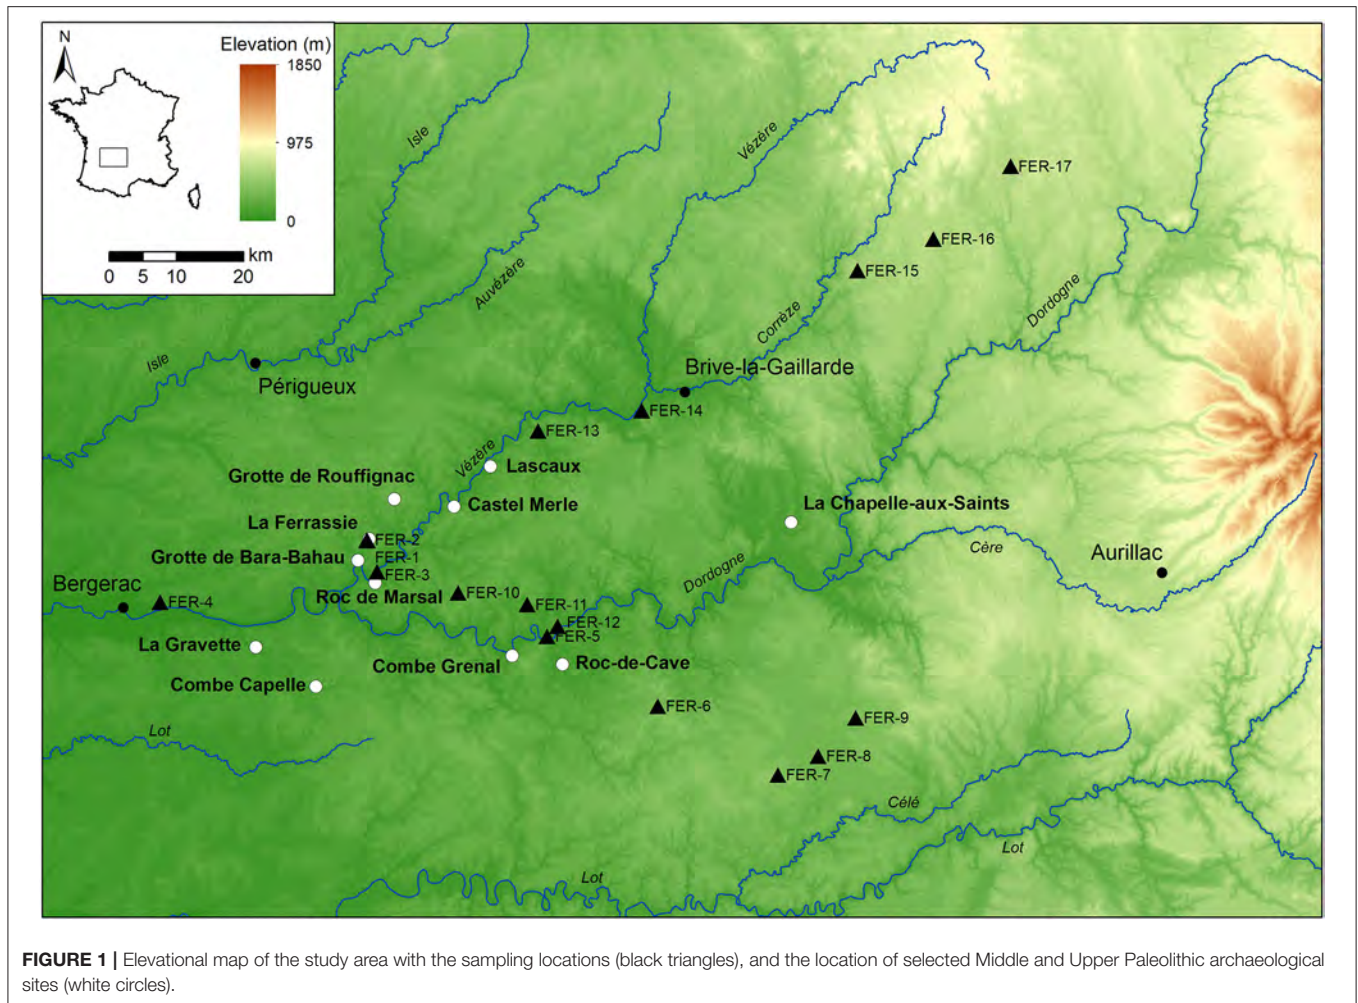 N
Elevation (m)
1850
975
0
km
0 5 10 20
Isle
Vézère
FER-17
FER-16
FER-15
Auvézère
Dordogne
Corrèze
Isle
Périgueux
Brive-la-Gaillarde
FER-14
FER-13
Vézère
Lascaux
Grotte de Rouffignac
Castel Merle
La Chapelle-aux-Saints
La Ferrassie
FER-2
Grotte de Bara-Bahau
FER-1
FER-3
Cère
Aurillac
Bergerac
FER-4
Roc de Marsal
FER-10
Dordogne
FER-11
FER-12
FER-5
La Gravette
Combe Grenal
Roc-de-Cave
Combe Capelle
FER-6
FER-9
Lot
FER-8
FER-7
Célé
Lot
Lot
FIGURE 1 | Elevational map of the study area with the sampling locations (black triangles), and the location of selected Middle and Upper Paleolithic archaeological
sites (white circles).